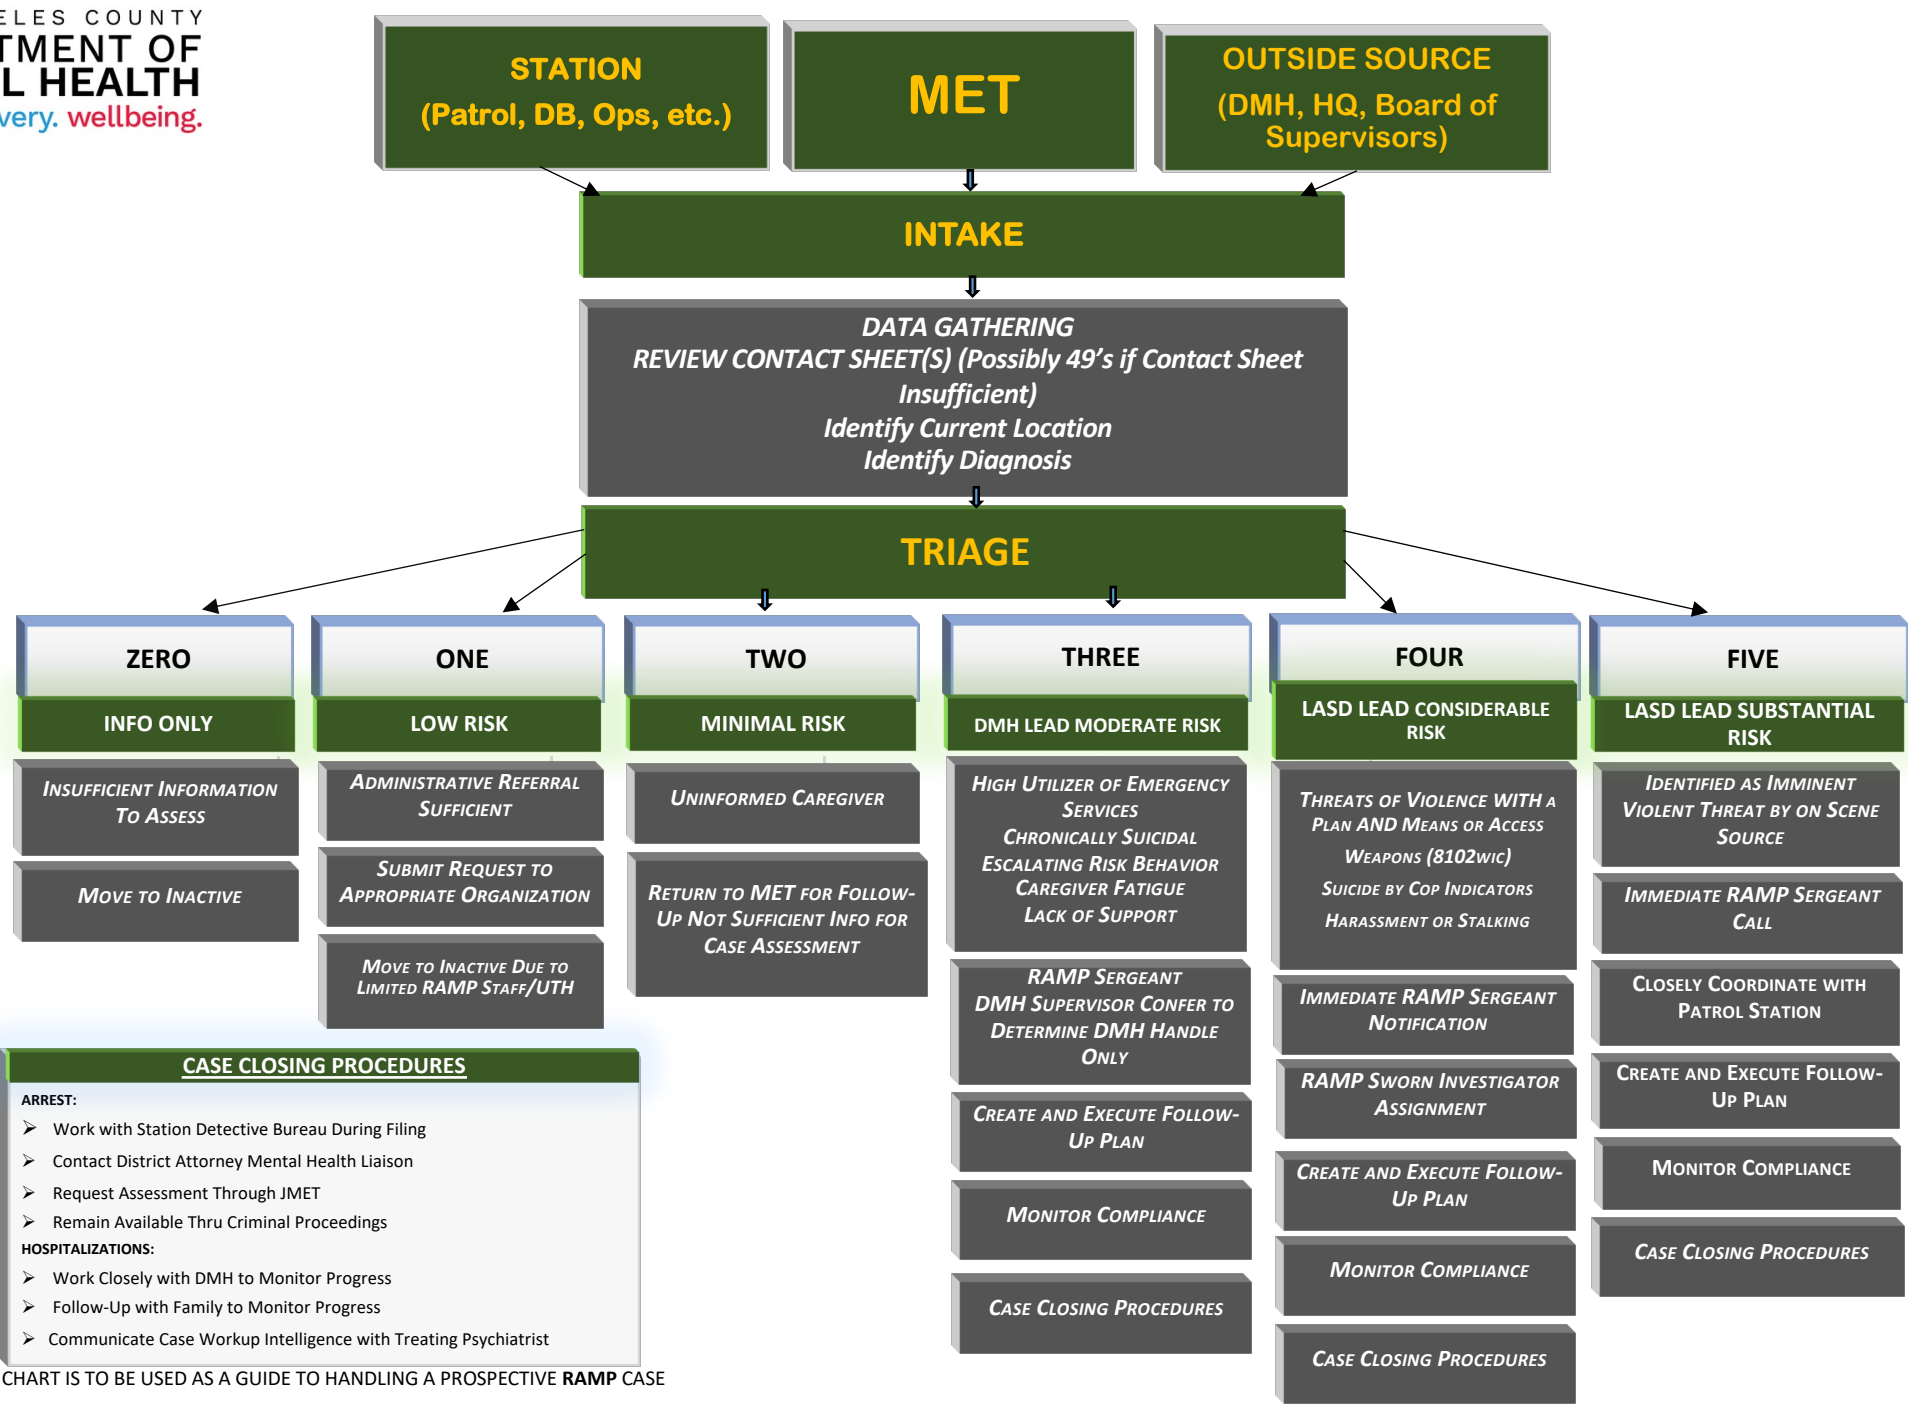 ELES COUNTY
TMENT OF
L HEALTH
very. wellbeing.
STATION
(Patrol, DB, Ops, etc.)
MET
OUTSIDE SOURCE
(DMH, HQ, Board of
Supervisors)
INTAKE
DATA GATHERING
REVIEW CONTACT SHEET(S) (Possibly 49's if Contact Sheet
Insufficient)
Identify Current Location
Identify Diagnosis
TRIAGE
ZERO
INFO ONLY
INSUFFICIENT INFORMATION
TO ASSESS
MOVE TO INACTIVE
ONE
LOW RISK
ADMINISTRATIVE REFERRAL
SUFFICIENT
SUBMIT REQUEST TO
APPROPRIATE ORGANIZATION
MOVE TO INACTIVE DUE TO
LIMITED RAMP STAFF/UTH
TWO
MINIMAL RISK
UNINFORMED CAREGIVER
RETURN TO MET FOR FOLLOW-
UP NOT SUFFICIENT INFO FOR
CASE ASSESSMENT
THREE
DMH LEAD MODERATE RISK
HIGH UTILIZER OF EMERGENCY
SERVICES
CHRONICALLY SUICIDAL
ESCALATING RISK BEHAVIOR
CAREGIVER FATIGUE
LACK OF SUPPORT
RAMP SERGEANT
DMH SUPERVISOR CONFER TO
DETERMINE DMH HANDLE
ONLY
CREATE AND EXECUTE FOLLOW-
UP PLAN
MONITOR COMPLIANCE
CASE CLOSING PROCEDURES
FOUR
LASD LEAD CONSIDERABLE
RISK
THREATS OF VIOLENCE WITH A
PLAN AND MEANS OR ACCESS
WEAPONS (8102WIC)
SUICIDE BY COP INDICATORS
HARASSMENT OR STALKING
IMMEDIATE RAMP SERGEANT
NOTIFICATION
RAMP SWORN INVESTIGATOR
ASSIGNMENT
CREATE AND EXECUTE FOLLOW-
UP PLAN
MONITOR COMPLIANCE
CASE CLOSING PROCEDURES
FIVE
LASD LEAD SUBSTANTIAL
RISK
IDENTIFIED AS IMMINENT
VIOLENT THREAT BY ON SCENE
SOURCE
IMMEDIATE RAMP SERGEANT
CALL
CLOSELY COORDINATE WITH
PATROL STATION
CREATE AND EXECUTE FOLLOW-
UP PLAN
MONITOR COMPLIANCE
CASE CLOSING PROCEDURES
CASE CLOSING PROCEDURES
ARREST:
➢ Work with Station Detective Bureau During Filing
➢ Contact District Attorney Mental Health Liaison
➢ Request Assessment Through JMET
➢ Remain Available Thru Criminal Proceedings
HOSPITALIZATIONS:
➢ Work Closely with DMH to Monitor Progress
➢ Follow-Up with Family to Monitor Progress
➢ Communicate Case Workup Intelligence with Treating Psychiatrist
CHART IS TO BE USED AS A GUIDE TO HANDLING A PROSPECTIVE RAMP CASE